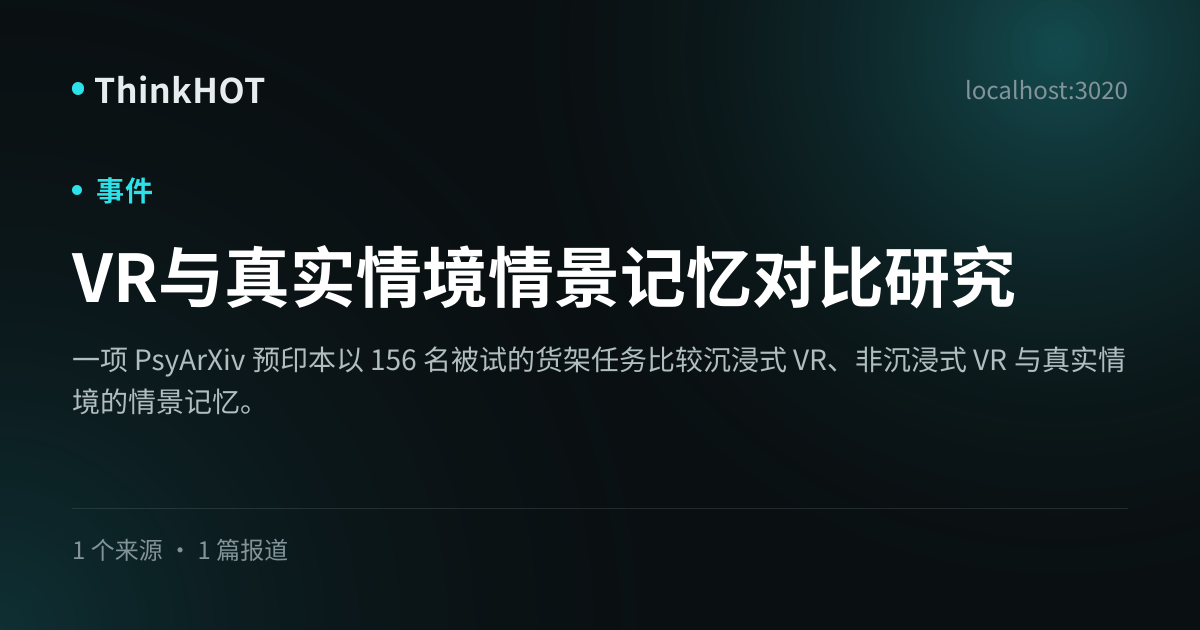 ThinkHOT
localhost:3020
事件
VR与真实情境情景记忆对比研究
一项 PsyArXiv 预印本以 156 名被试的货架任务比较沉浸式 VR、非沉浸式 VR 与真实情
境的情景记忆。
1 个来源 · 1 篇报道